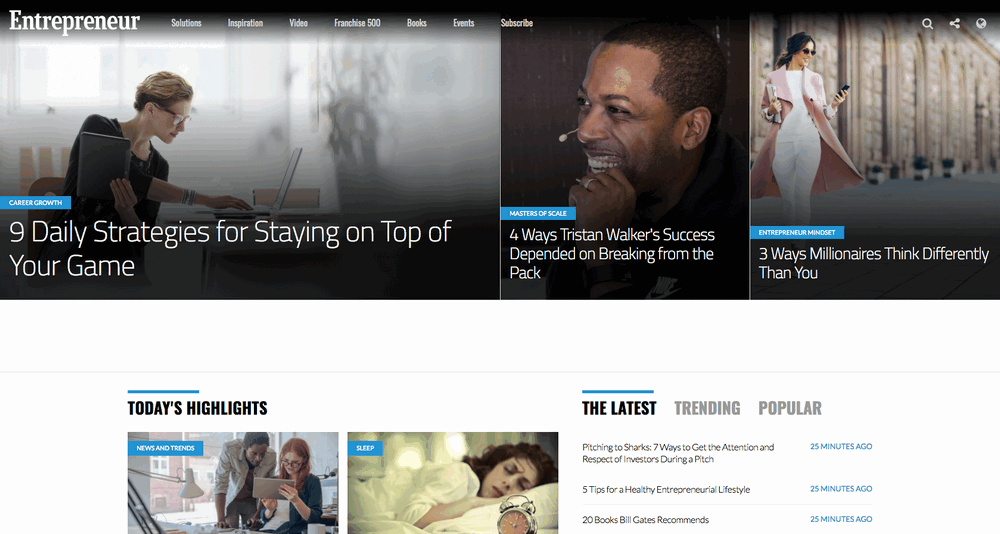 Entrepreneur
Solutions
Inspiration
Video
Franchise 500
Books
Events
Subscribe
CAREER GROWTH
9 Daily Strategies for Staying on Top of
Your Game
MASTERS OF SCALE
4 Ways Tristan Walker's Success
Depended on Breaking from the
Pack
ENTREPRENEUR MINDSET
3 Ways Millionaires Think Differently
Than You
TODAY'S HIGHLIGHTS
NEWS AND TRENDS
SLEEP
THE LATEST
TRENDING
POPULAR
Pitching to Sharks: 7 Ways to Get the Attention and
Respect of Investors During a Pitch
25 MINUTES AGO
5 Tips for a Healthy Entrepreneurial Lifestyle
25 MINUTES AGO
20 Books Bill Gates Recommends
25 MINUTES AGO